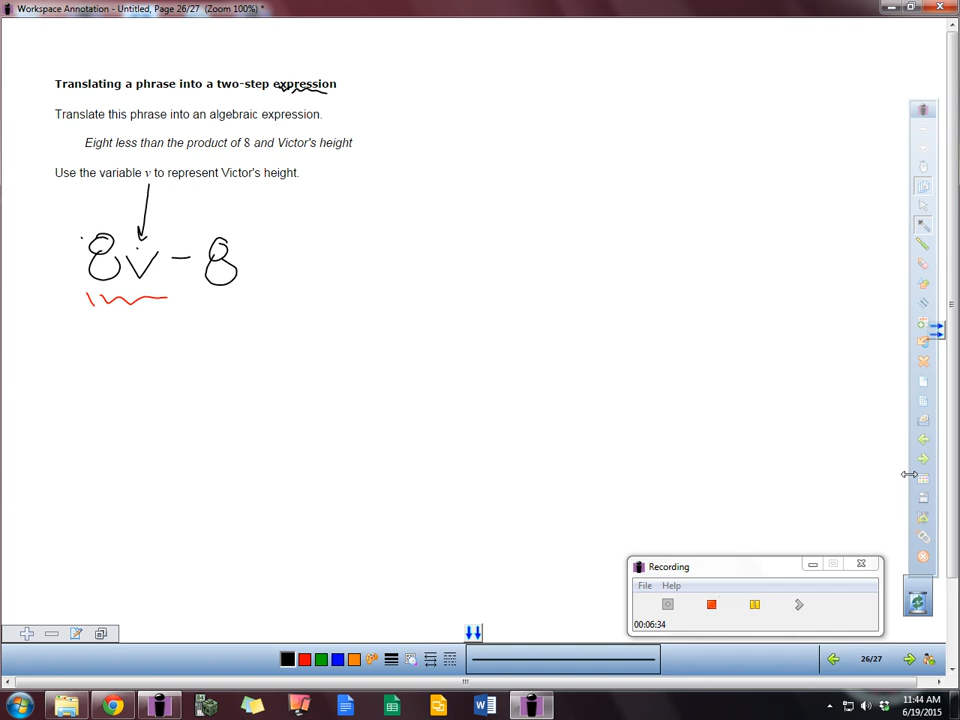 Workspace Annotation - Untitled, Page 26/27 (Zoom 100%) *
Translating a phrase into a two-step expression
Translate this phrase into an algebraic expression.
Eight less than the product of 8 and Victor's height
Use the variable v to represent Victor's height.
8v - 8
Recording
File Help
00:06:34
26/27
11:44 AM
6/19/2015